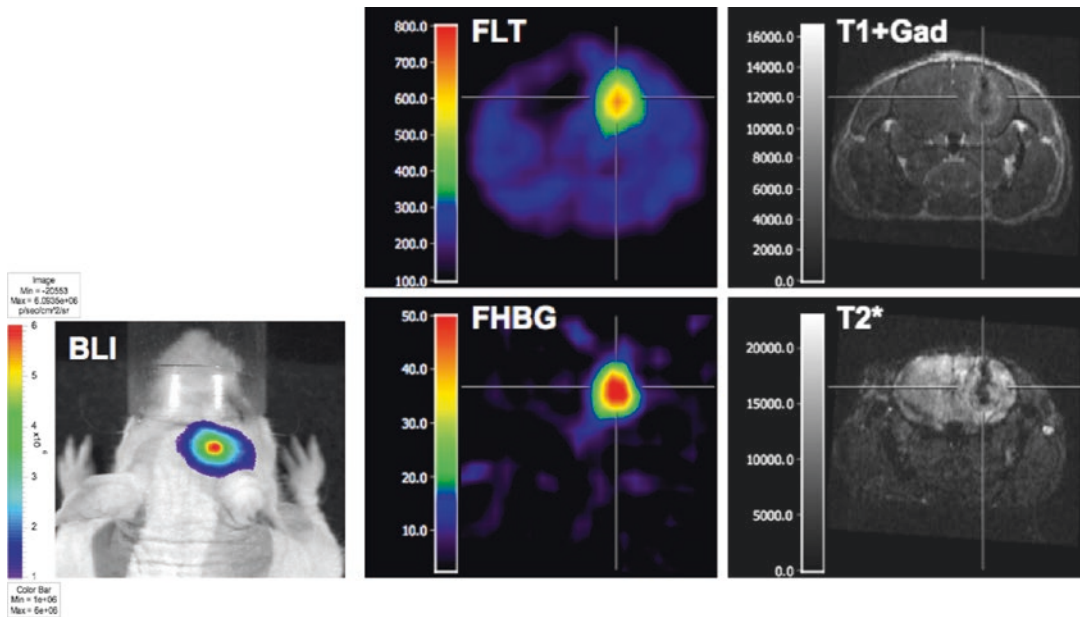 FLT
800.0
700.0
600.0
500.0
400.0
300.0
200.0
100.0
T1+Gad
16000.0
14000.0
12000.0
10000.0
8000.0
6000.0
4000.0
2000.0
0.0
Image
Min = -20553
Max = 6.0935e+06
p/sec/cm^2/sr
BLI
6
5
4
3
2
1
x10
6
Color Bar
Min = 1e+06
Max = 6e+06
FHBG
50.0
40.0
30.0
20.0
10.0
T2*
20000.0
15000.0
10000.0
5000.0
0.0